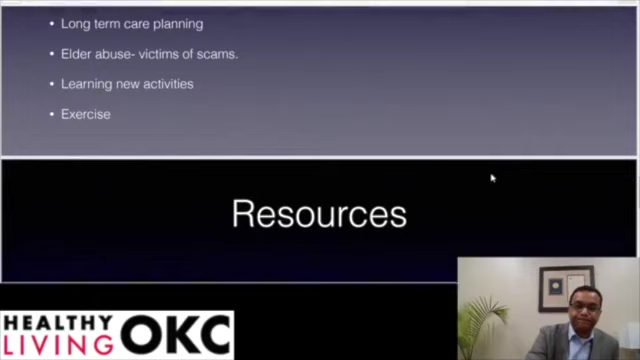 • Long term care planning
• Elder abuse- victims of scams.
• Learning new activities
• Exercise
Resources
HEALTHY
LIVING
OKC